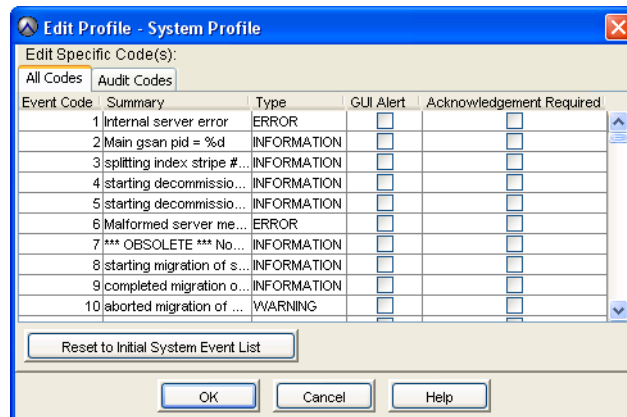 Edit Profile - System Profile
Edit Specific Code(s):
All Codes Audit Codes
Event Code Summary Type GUI Alert Acknowledgement Required
1 Internal server error ERROR
2 Main gsan pid = %d INFORMATION
3 splitting index stripe #... INFORMATION
4 starting decommissio... INFORMATION
5 starting decommissio... INFORMATION
6 Malformed server me... ERROR
7 *** OBSOLETE *** No... INFORMATION
8 starting migration of s... INFORMATION
9 completed migration o... INFORMATION
10 aborted migration of ... WARNING
Reset to Initial System Event List
OK Cancel Help